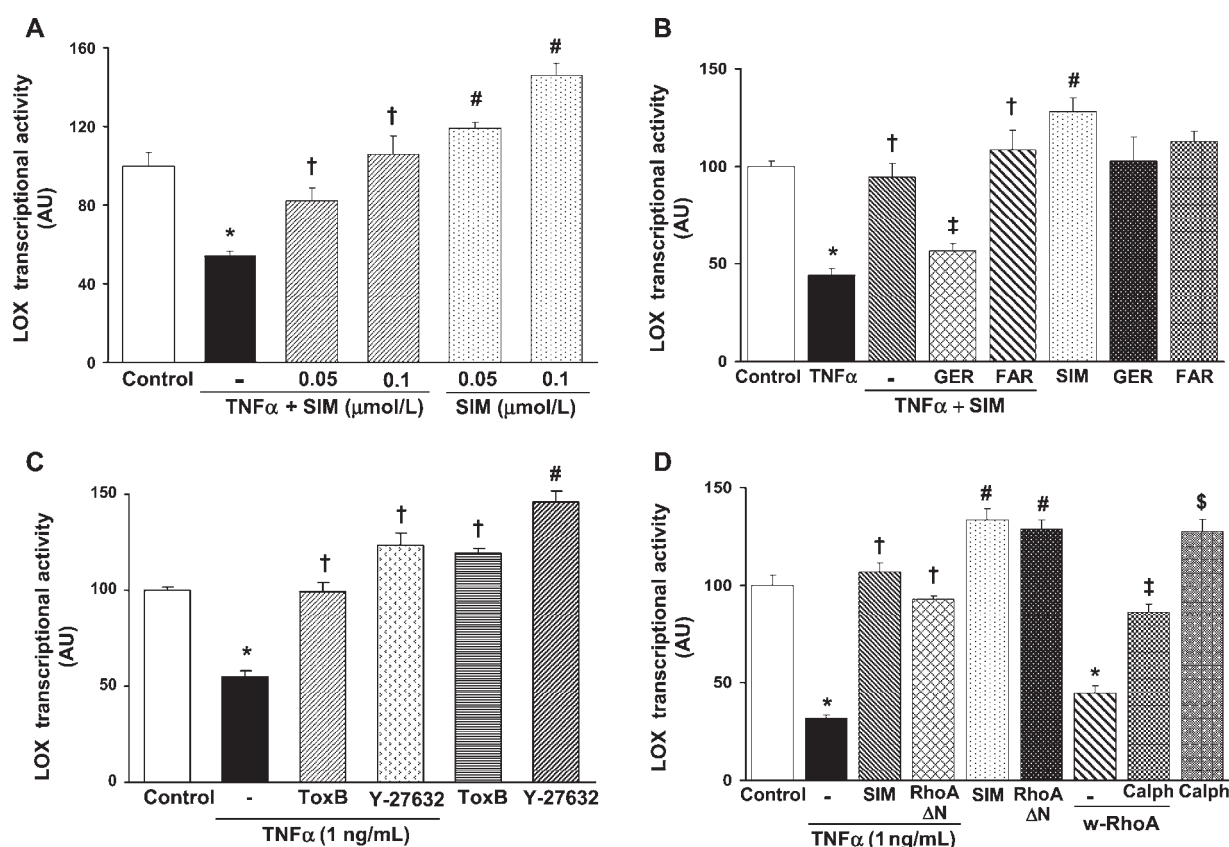 A
LOX transcriptional activity
(AU)
160
120
80
40
0
*
†
†
#
#
Control
-
0.05
0.1
0.05
0.1
TNFα + SIM (μmol/L)
SIM (μmol/L)
B
LOX transcriptional activity
(AU)
150
100
50
0
*
†
‡
†
#
Control
TNFα
-
GER
FAR
SIM
GER
FAR
TNFα + SIM
C
LOX transcriptional activity
(AU)
150
100
50
0
*
†
†
†
#
Control
-
ToxB
Y-27632
ToxB
Y-27632
TNFα (1 ng/mL)
D
LOX transcriptional activity
(AU)
150
100
50
0
*
†
†
#
#
*
‡
$
Control
-
SIM
RhoA
ΔN
SIM
RhoA
ΔN
-
Calph
Calph
TNFα (1 ng/mL)
w-RhoA